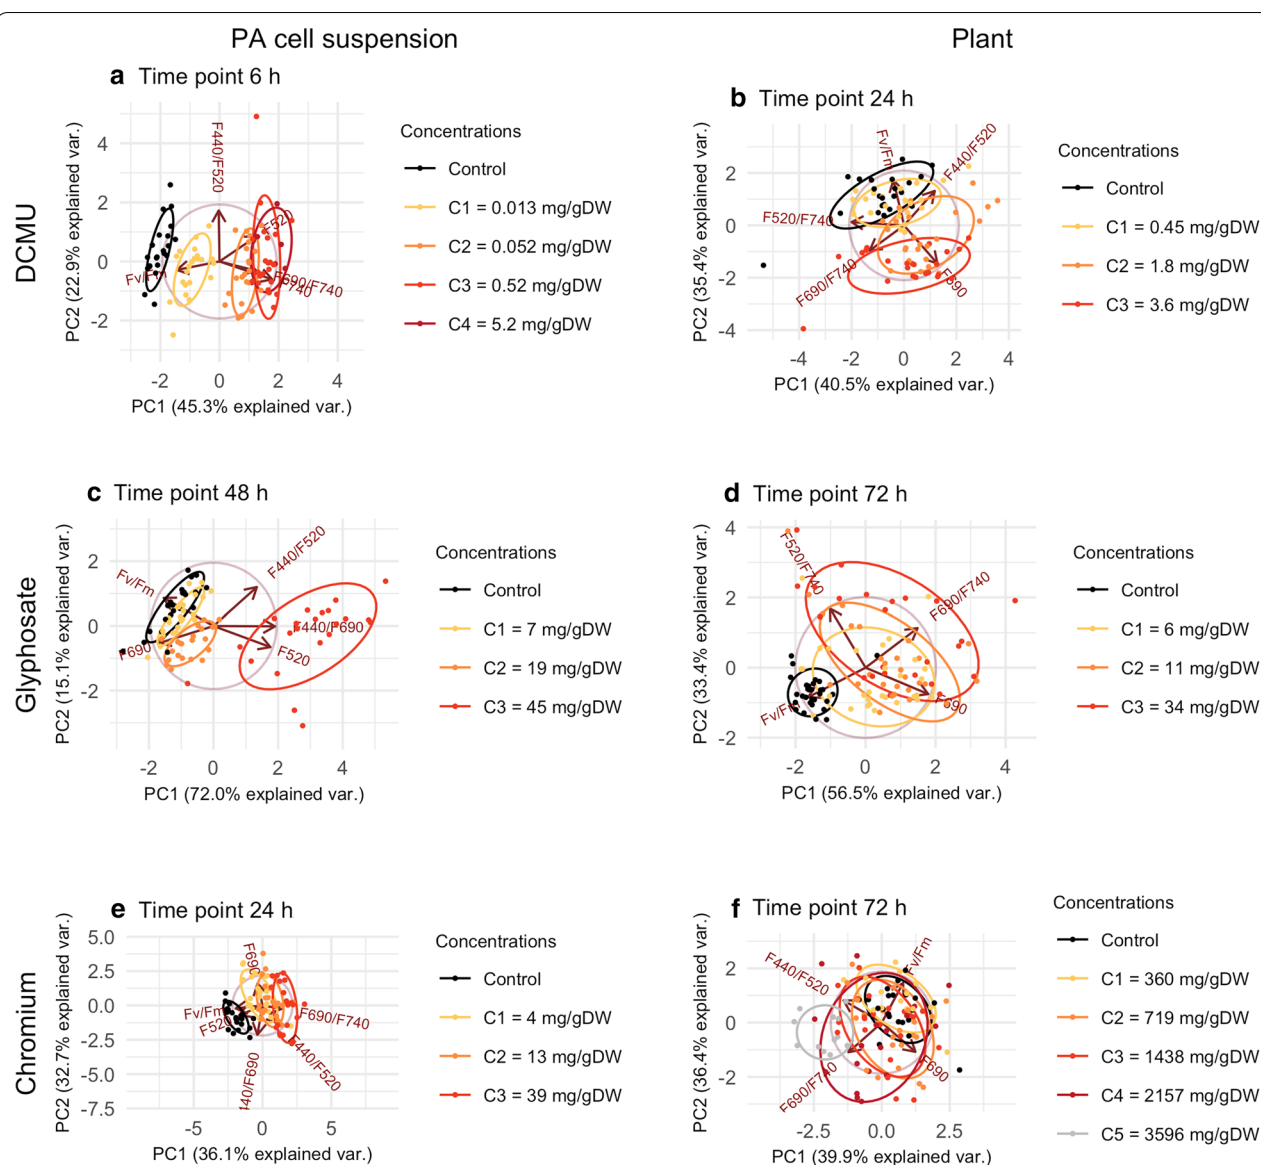 PA cell suspension
Plant
DCMU
a Time point 6 h
PC2 (22.9% explained var.)
4
2
0
-2
F440/F520
F520
Fv/Fm
F690/F740
F740
-2 0 2 4
PC1 (45.3% explained var.)
Concentrations
Control
C1 = 0.013 mg/gDW
C2 = 0.052 mg/gDW
C3 = 0.52 mg/gDW
C4 = 5.2 mg/gDW
b Time point 24 h
PC2 (35.4% explained var.)
2
0
-2
-4
Fv/Fm
F440/F520
F520/F740
F690/F740
F690
-4 -2 0 2 4
PC1 (40.5% explained var.)
Concentrations
Control
C1 = 0.45 mg/gDW
C2 = 1.8 mg/gDW
C3 = 3.6 mg/gDW
Glyphosate
c Time point 48 h
PC2 (15.1% explained var.)
2
0
-2
Fv/Fm
F440/F520
F440/F690
F690
F520
-2 0 2 4
PC1 (72.0% explained var.)
Concentrations
Control
C1 = 7 mg/gDW
C2 = 19 mg/gDW
C3 = 45 mg/gDW
d Time point 72 h
PC2 (33.4% explained var.)
4
2
0
-2
F520/F740
F690/F740
Fv/Fm
F690
-2 0 2 4
PC1 (56.5% explained var.)
Concentrations
Control
C1 = 6 mg/gDW
C2 = 11 mg/gDW
C3 = 34 mg/gDW
Chromium
e Time point 24 h
PC2 (32.7% explained var.)
5.0
2.5
0.0
-2.5
-5.0
-7.5
F690
Fv/Fm
F520
F690/F740
F440/F520
440/F690
-5 0 5
PC1 (36.1% explained var.)
Concentrations
Control
C1 = 4 mg/gDW
C2 = 13 mg/gDW
C3 = 39 mg/gDW
f Time point 72 h
PC2 (36.4% explained var.)
2
0
-2
F440/F520
Fv/Fm
F690/F740
F690
-2.5 0.0 2.5
PC1 (39.9% explained var.)
Concentrations
Control
C1 = 360 mg/gDW
C2 = 719 mg/gDW
C3 = 1438 mg/gDW
C4 = 2157 mg/gDW
C5 = 3596 mg/gDW